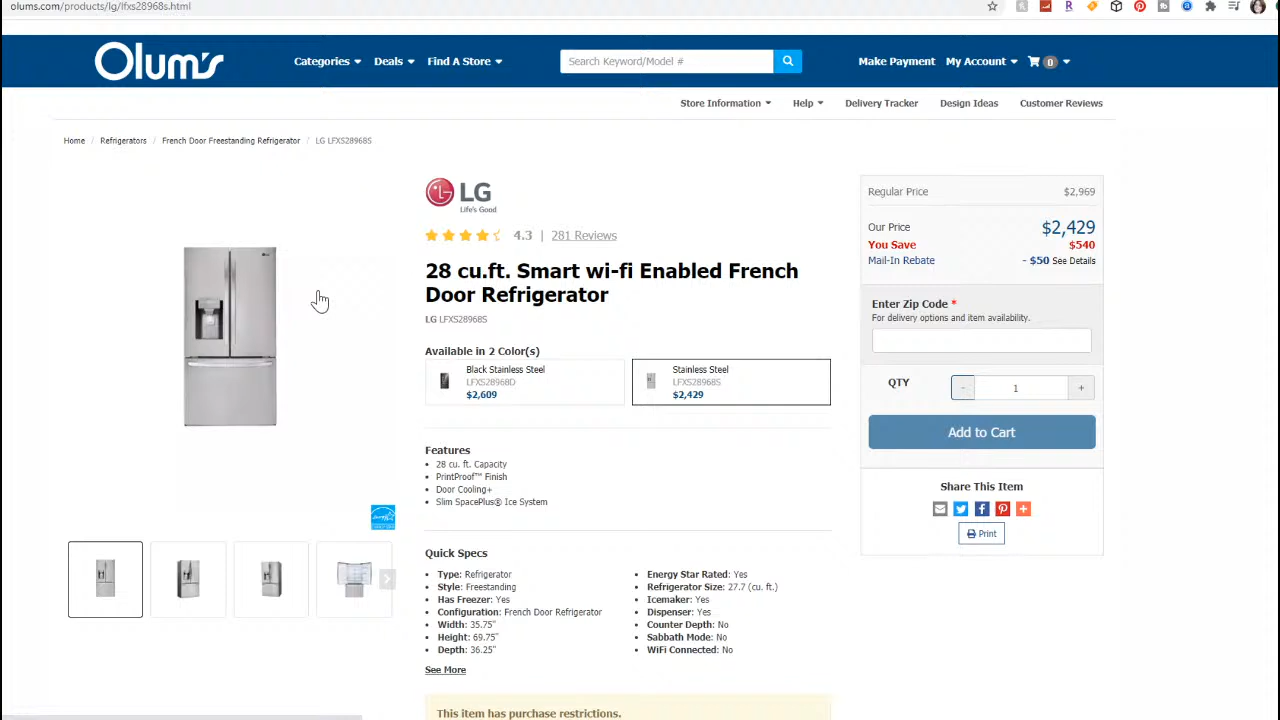 olums.com/products/lg/lfxs28968s.html
Olum's
Categories
Deals
Find A Store
Search Keyword/Model #
Make Payment
My Account
0
Store Information
Help
Delivery Tracker
Design Ideas
Customer Reviews
Home / Refrigerators / French Door Freestanding Refrigerator / LG LFXS28968S
LG
Life's Good
4.3 | 281 Reviews
28 cu.ft. Smart wi-fi Enabled French
Door Refrigerator
LG LFXS28968S
Available in 2 Color(s)
Black Stainless Steel
LFXS28968D
$2,609
Stainless Steel
LFXS28968S
$2,429
Features
28 cu. ft. Capacity
PrintProof™ Finish
Door Cooling+
Slim SpacePlus® Ice System
Quick Specs
Type: Refrigerator
Style: Freestanding
Has Freezer: Yes
Configuration: French Door Refrigerator
Width: 35.75"
Height: 69.75"
Depth: 36.25"
Energy Star Rated: Yes
Refrigerator Size: 27.7 (cu. ft.)
Icemaker: Yes
Dispenser: Yes
Counter Depth: No
Sabbath Mode: No
WiFi Connected: No
See More
This item has purchase restrictions.
Regular Price $2,969
Our Price $2,429
You Save $540
Mail-In Rebate - $50 See Details
Enter Zip Code *
For delivery options and item availability.
QTY - 1 +
Add to Cart
Share This Item
Print